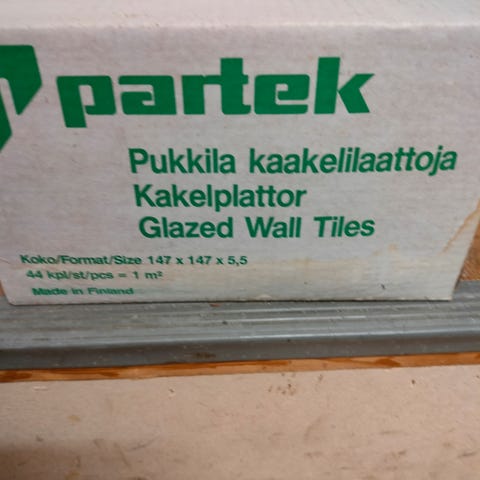 partek
Pukkila kaakelilaattoja
Kakelplattor
Glazed Wall Tiles
Koko/Format/Size 147 x 147 x 5,5
44 kpl/st/pcs = 1 m²
Made in Finland